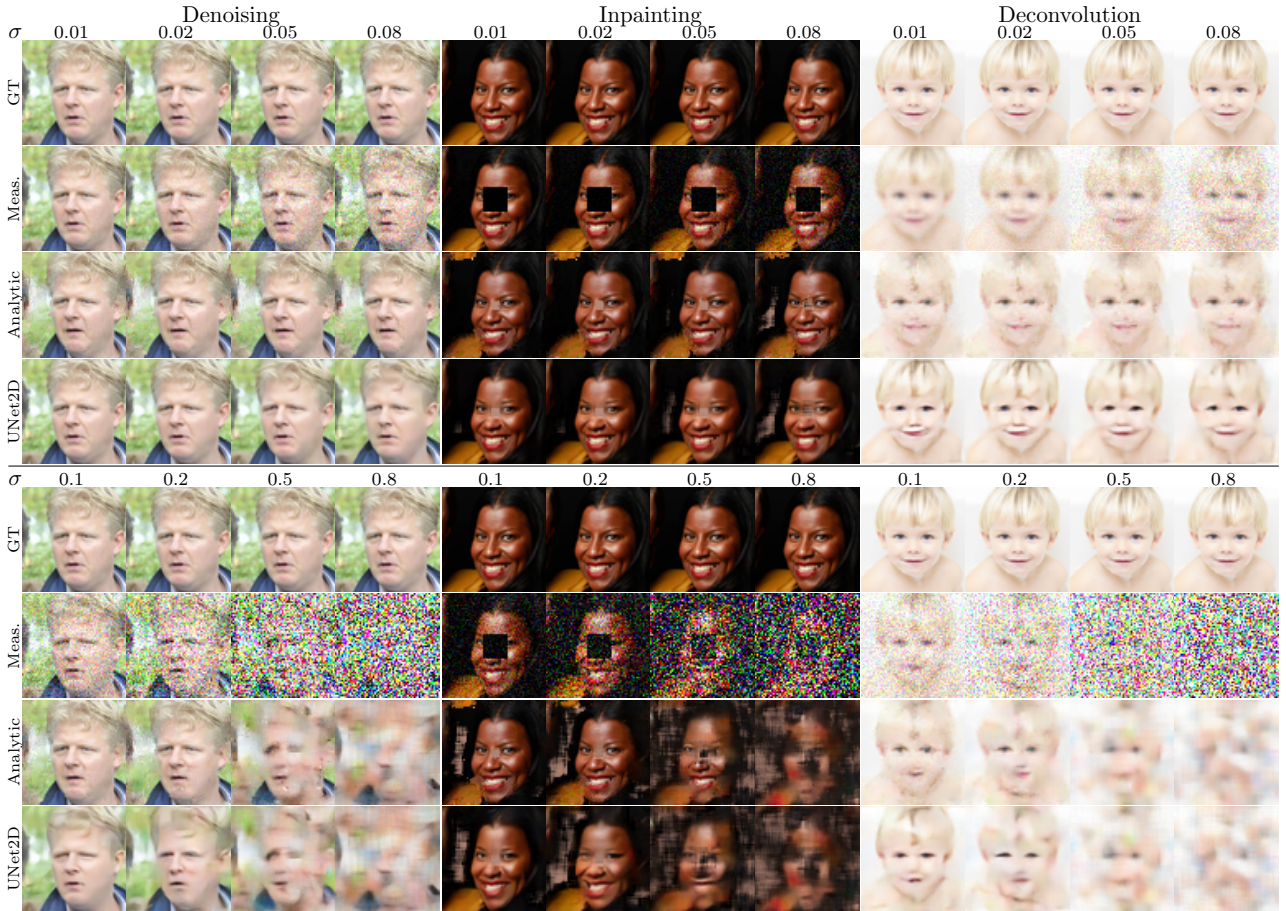 Denoising Inpainting Deconvolution
σ 0.01 0.02 0.05 0.08 0.01 0.02 0.05 0.08 0.01 0.02 0.05 0.08
GT
Meas.
Analytic
UNet2D
σ 0.1 0.2 0.5 0.8 0.1 0.2 0.5 0.8 0.1 0.2 0.5 0.8
GT
Meas.
Analytic
UNet2D